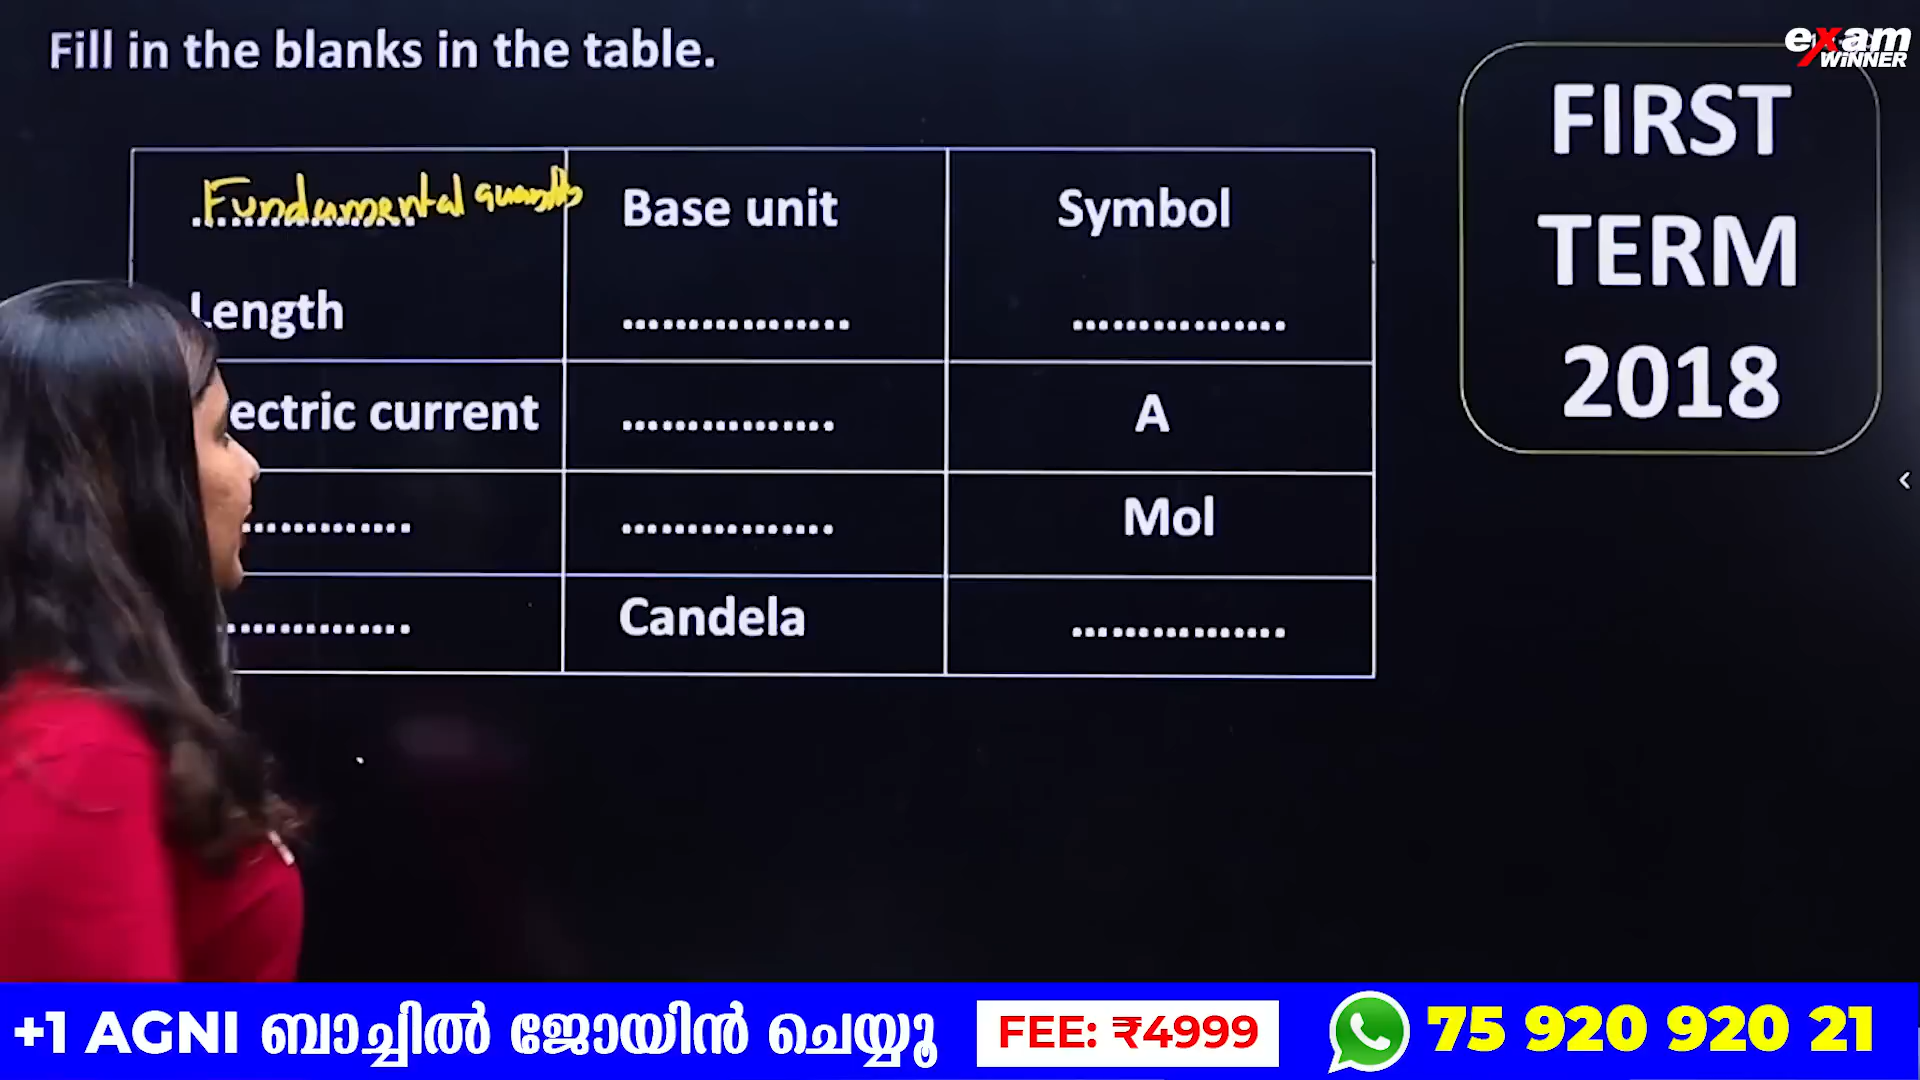 Fill in the blanks in the table.
exam
WINNER
FIRST
TERM
2018
Fundamental
Base unit
Symbol
................
Length
.................
................
ectric current
................
A
.............
................
Mol
...............
Candela
................
+1 AGNI ബാച്ചിൽ ജോയിൻ ചെയ്യൂ
FEE: ₹4999
75 920 920 21